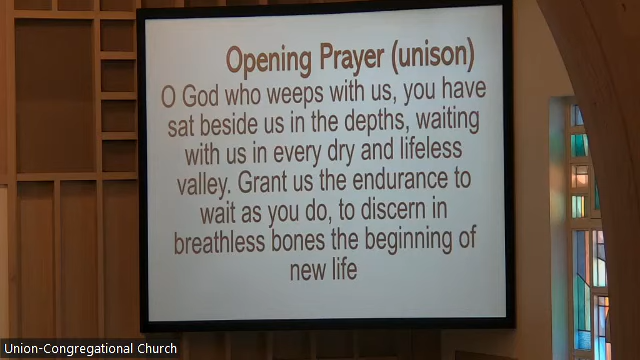 Opening Prayer (unison)
O God who weeps with us, you have
sat beside us in the depths, waiting
with us in every dry and lifeless
valley. Grant us the endurance to
wait as you do, to discern in
breathless bones the beginning of
new life
Union-Congregational Church